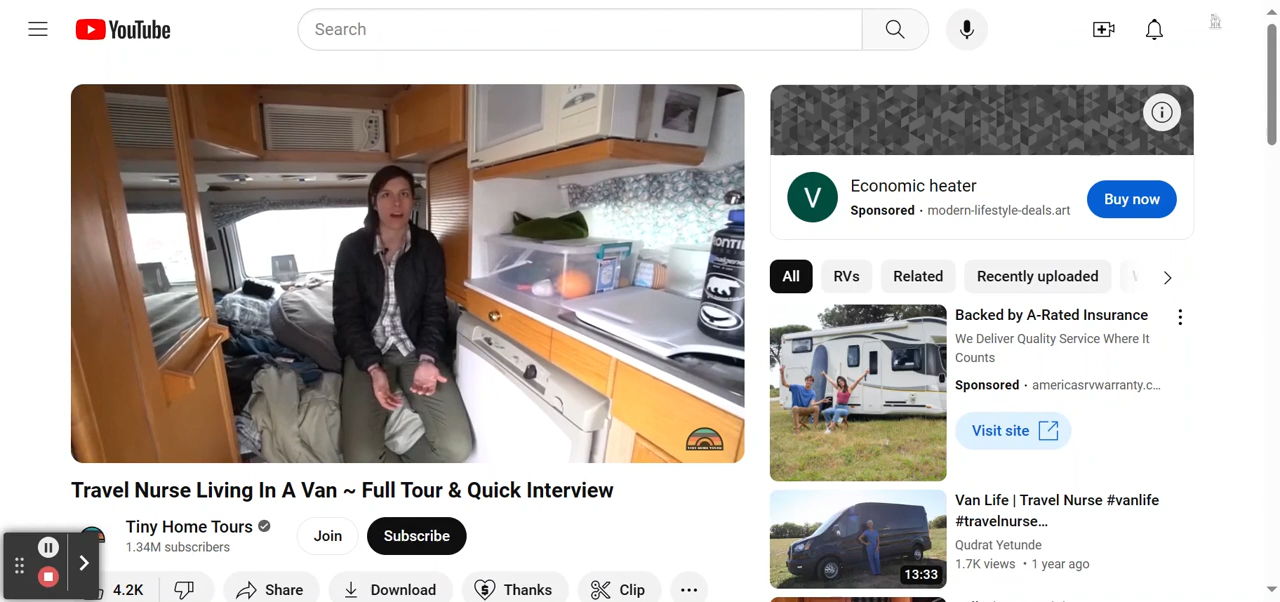 YouTube
Search
Economic heater
Sponsored · modern-lifestyle-deals.art
Buy now
All
RVs
Related
Recently uploaded
Backed by A-Rated Insurance
We Deliver Quality Service Where It
Counts
Sponsored · americasrvwarranty.c...
Visit site
TINY HOME TOURS
Travel Nurse Living In A Van ~ Full Tour & Quick Interview
Tiny Home Tours
1.34M subscribers
Join
Subscribe
Van Life | Travel Nurse #vanlife
#travelnurse...
Qudrat Yetunde
1.7K views · 1 year ago
13:33
4.2K
Share
Download
Thanks
Clip